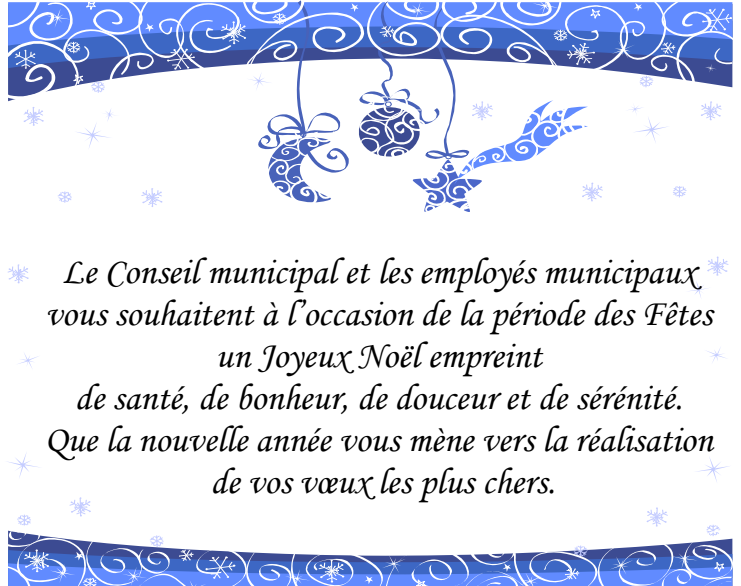 Le Conseil municipal et les employés municipaux
vous souhaitent à l’occasion de la période des Fêtes
un Joyeux Noël empreint
de santé, de bonheur, de douceur et de sérénité.
Que la nouvelle année vous mène vers la réalisation
de vos vœux les plus chers.